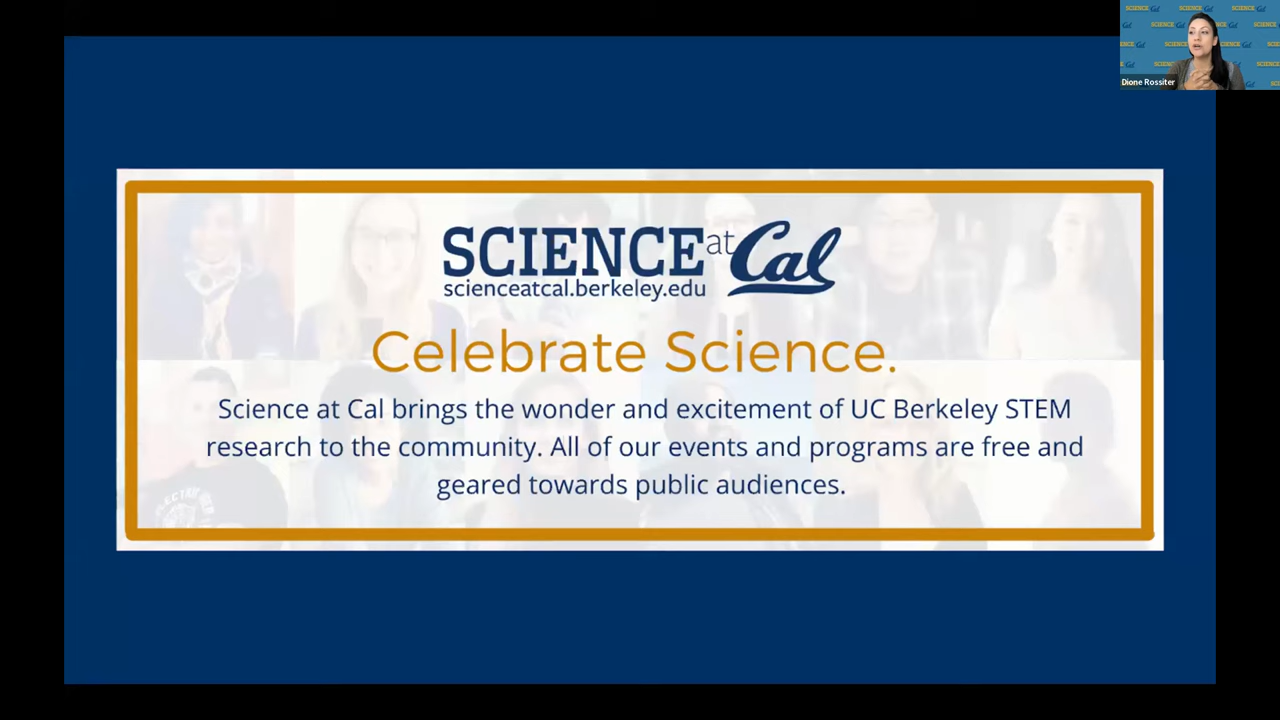 SCIENCE at Cal
scienceatcal.berkeley.edu
Celebrate Science.
Science at Cal brings the wonder and excitement of UC Berkeley STEM
research to the community. All of our events and programs are free and
geared towards public audiences.
Dione Rossiter